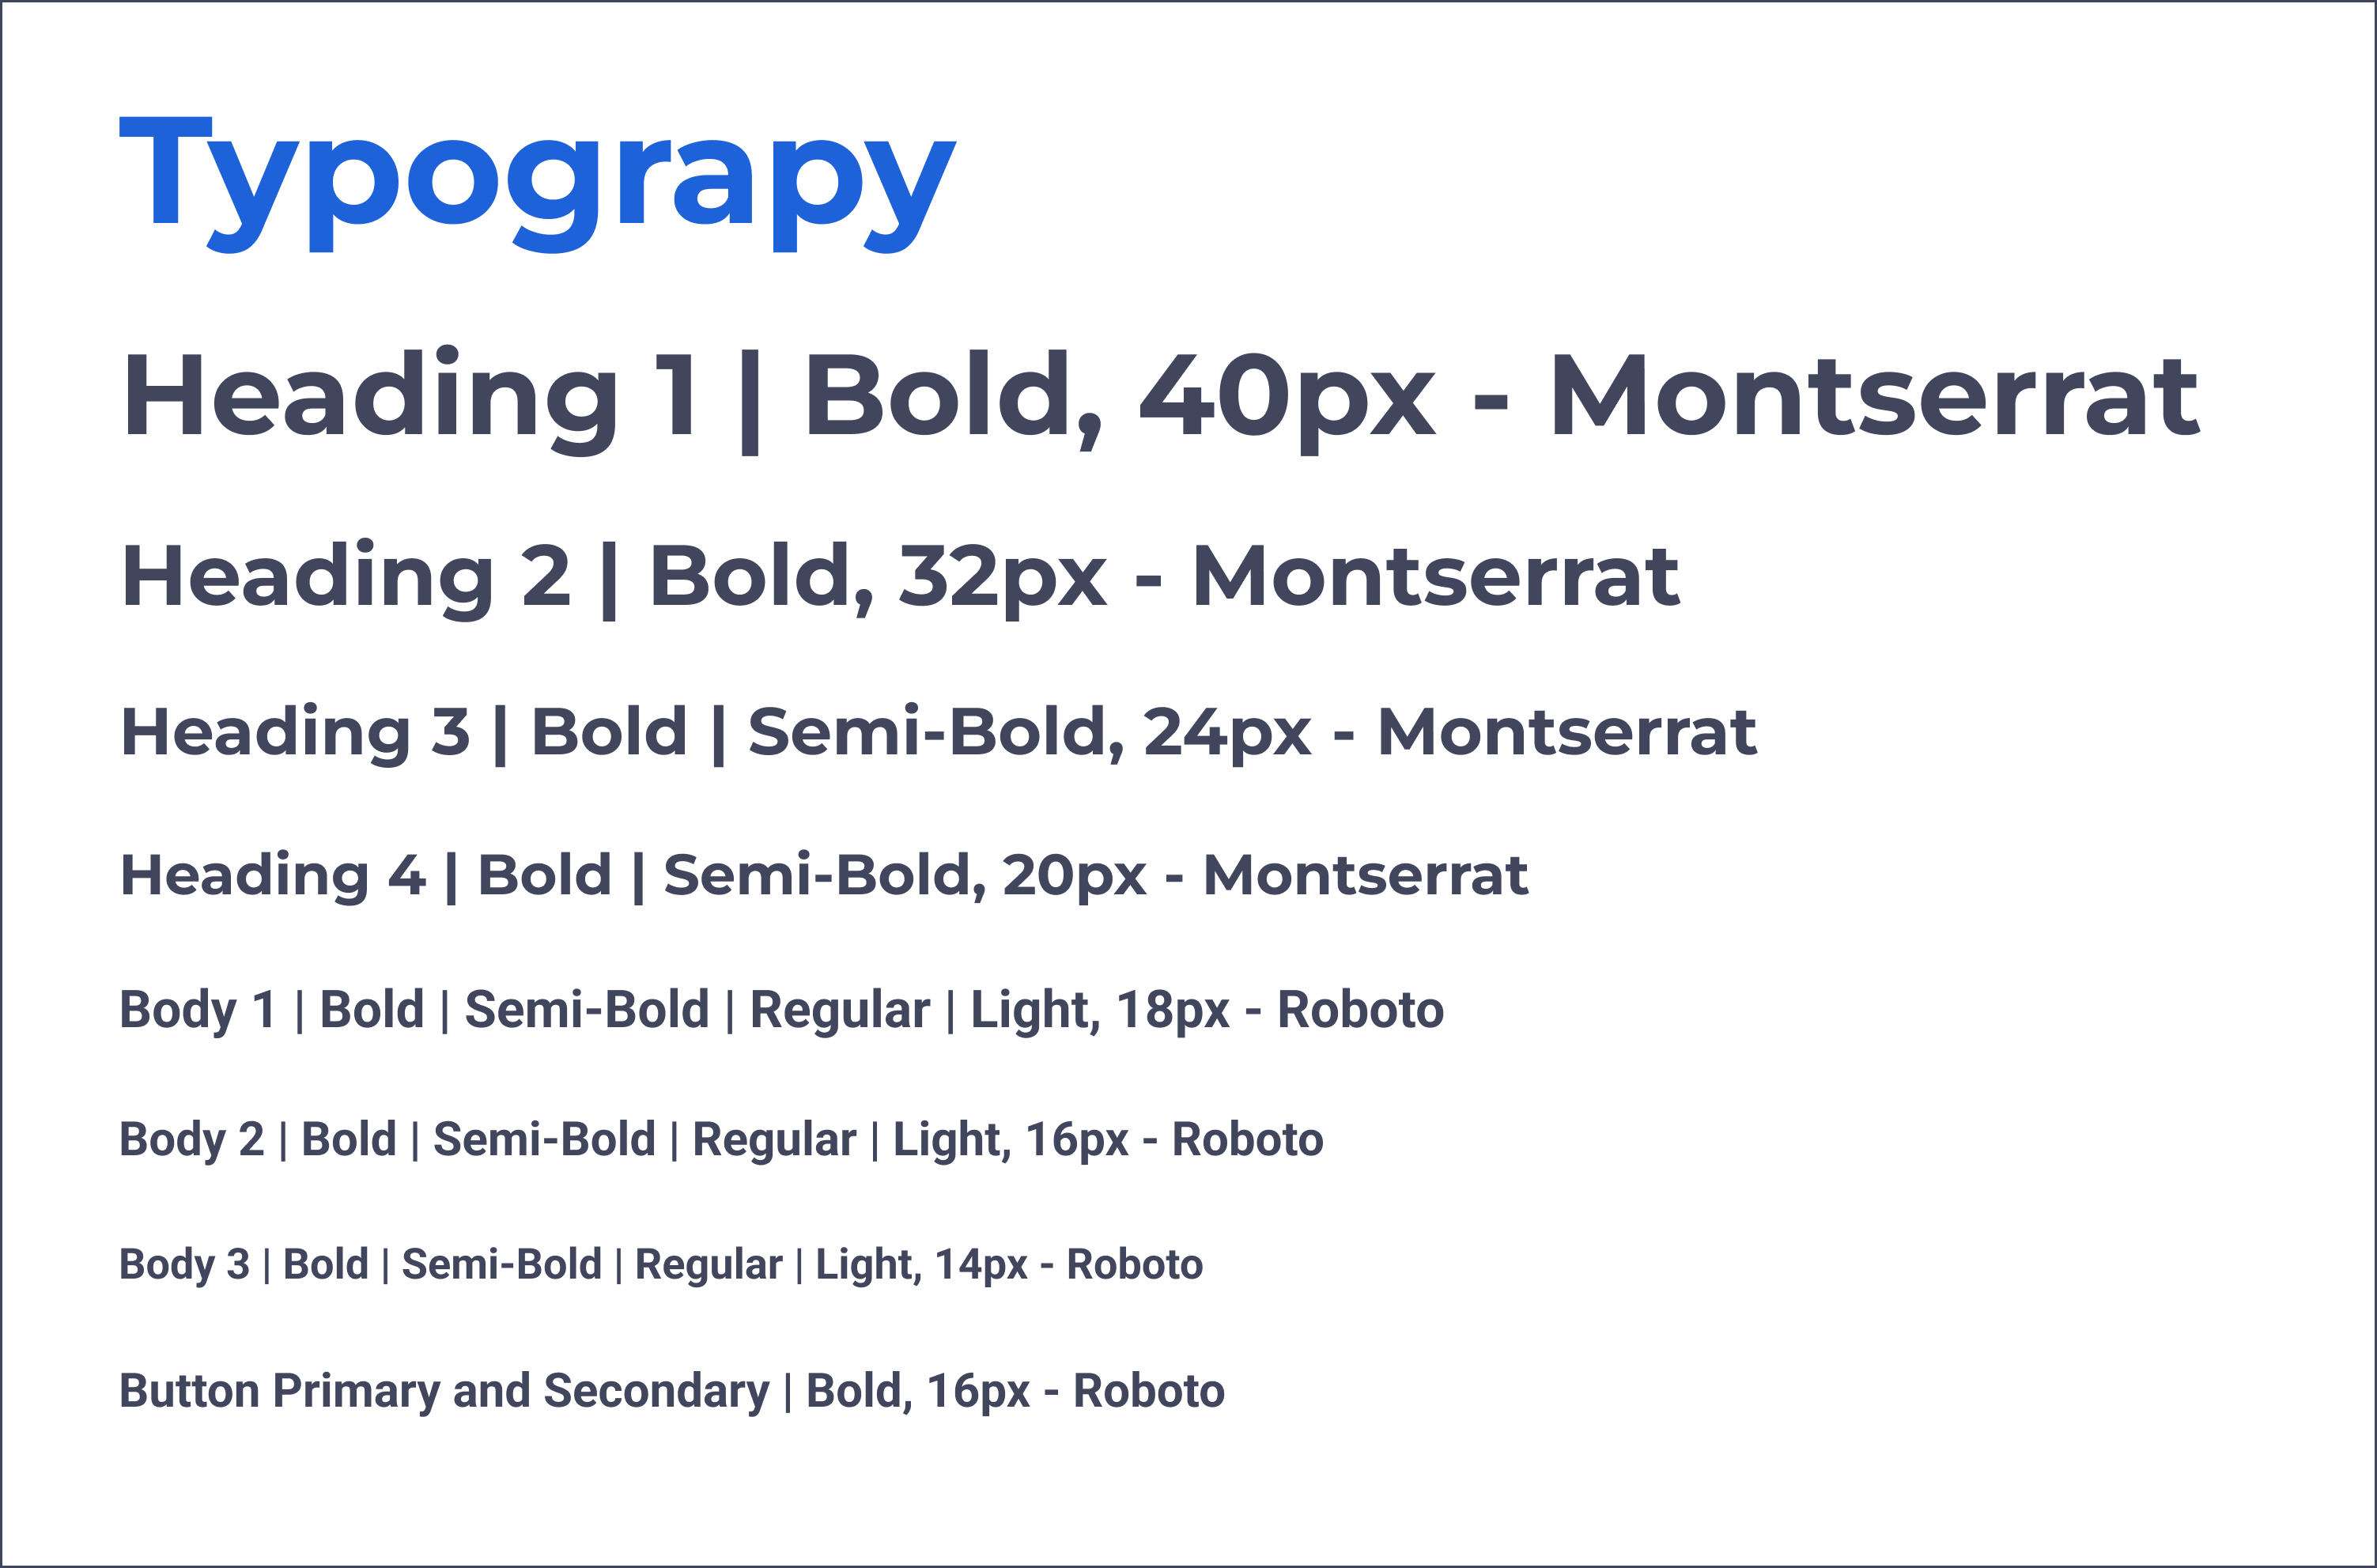 Typograpy
Heading 1 | Bold, 40px - Montserrat
Heading 2 | Bold, 32px - Montserrat
Heading 3 | Bold | Semi-Bold, 24px - Montserrat
Heading 4 | Bold | Semi-Bold, 20px - Montserrat
Body 1 | Bold | Semi-Bold | Regular | Light, 18px - Roboto
Body 2 | Bold | Semi-Bold | Regular | Light, 16px - Roboto
Body 3 | Bold | Semi-Bold | Regular | Light, 14px - Roboto
Button Primary and Secondary | Bold, 16px - Roboto